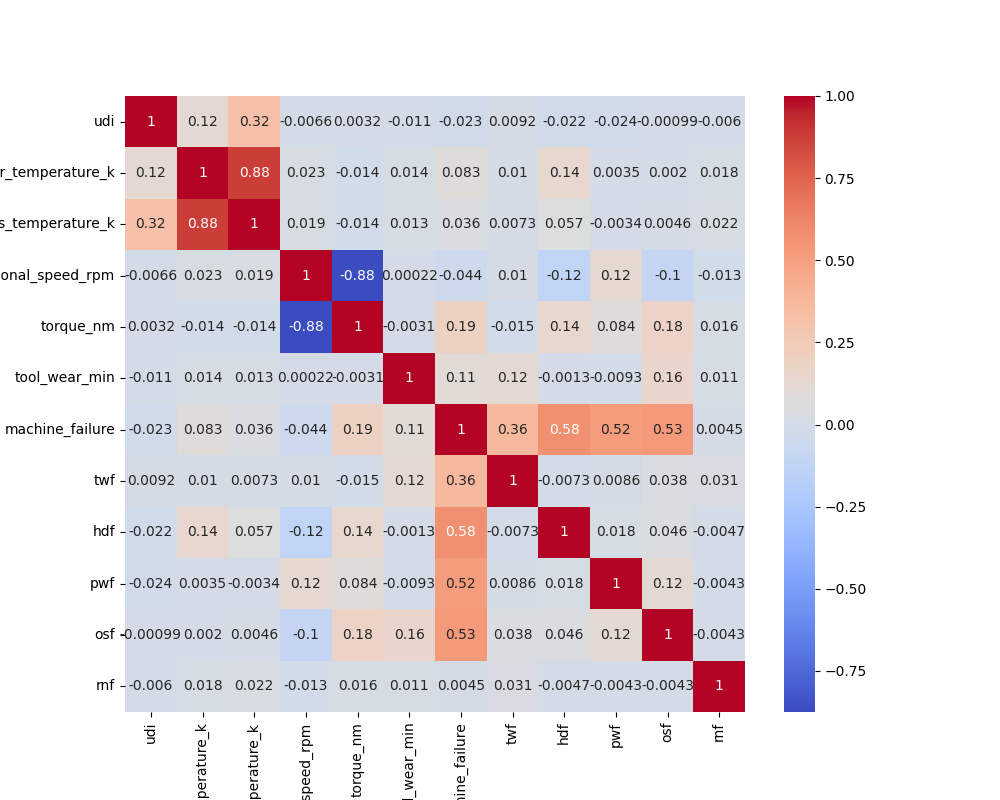 udi 1 0.12 0.32 -0.0066 0.0032 -0.011 -0.023 0.0092 -0.022 -0.024 -0.00099 -0.006
r_temperature_k 0.12 1 0.88 0.023 -0.014 0.014 0.083 0.01 0.14 0.0035 0.002 0.018
s_temperature_k 0.32 0.88 1 0.019 -0.014 0.013 0.036 0.0073 0.057 -0.0034 0.0046 0.022
onal_speed_rpm -0.0066 0.023 0.019 1 -0.88 0.00022 -0.044 0.01 -0.12 0.12 -0.1 -0.013
torque_nm 0.0032 -0.014 -0.014 -0.88 1 -0.0031 0.19 -0.015 0.14 0.084 0.18 0.016
tool_wear_min -0.011 0.014 0.013 0.00022 -0.0031 1 0.11 0.12 -0.0013 -0.0093 0.16 0.011
machine_failure -0.023 0.083 0.036 -0.044 0.19 0.11 1 0.36 0.58 0.52 0.53 0.0045
twf 0.0092 0.01 0.0073 0.01 -0.015 0.12 0.36 1 -0.0073 0.0086 0.038 0.031
hdf -0.022 0.14 0.057 -0.12 0.14 -0.0013 0.58 -0.0073 1 0.018 0.046 -0.0047
pwf -0.024 0.0035 -0.0034 0.12 0.084 -0.0093 0.52 0.0086 0.018 1 0.12 -0.0043
osf -0.00099 0.002 0.0046 -0.1 0.18 0.16 0.53 0.038 0.046 0.12 1 -0.0043
rnf -0.006 0.018 0.022 -0.013 0.016 0.011 0.0045 0.031 -0.0047 -0.0043 -0.0043 1
udi
perature_k
perature_k
speed_rpm
torque_nm
l_wear_min
ine_failure
twf
hdf
pwf
osf
rnf
1.00
0.75
0.50
0.25
0.00
−0.25
−0.50
−0.75